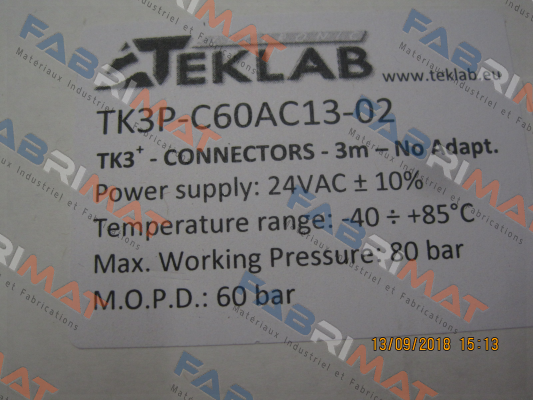 TEKLAB
www.teklab.eu
TK3P-C60AC13-02
TK3+ - CONNECTORS - 3m – No Adapt.
Power supply: 24VAC ± 10%
Temperature range: -40 ÷ +85°C
Max. Working Pressure: 80 bar
M.O.P.D.: 60 bar
13/09/2018 15:13
FABRIMAT
Materiaux Industriel et Fabrications